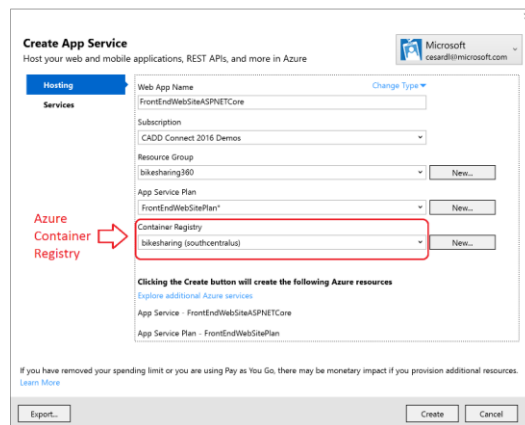 Create App Service
Host your web and mobile applications, REST APIs, and more in Azure
Microsoft
cesardl@microsoft.com
Hosting
Services
Web App Name
Change Type
FrontEndWebSiteASPNETCore
Subscription
CADD Connect 2016 Demos
Resource Group
bikesharing360
New...
App Service Plan
FrontEndWebSitePlan*
New...
Azure
Container
Registry
Container Registry
bikesharing (southcentralus)
New...
Clicking the Create button will create the following Azure resources
Explore additional Azure services
App Service - FrontEndWebSiteASPNETCore
App Service Plan - FrontEndWebSitePlan
If you have removed your spending limit or you are using Pay as You Go, there may be monetary impact if you provision additional resources.
Learn More
Export...
Create
Cancel